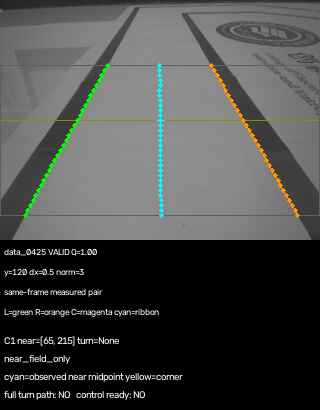 data_0425 VALID Q=1.00
y=120 dx=0.5 norm=3
same-frame measured pair
L=green R=orange C=magenta cyan=ribbon
C1 near=[65, 215] turn=None
near_field_only
cyan=observed near midpoint yellow=corner
full turn path: NO control ready: NO